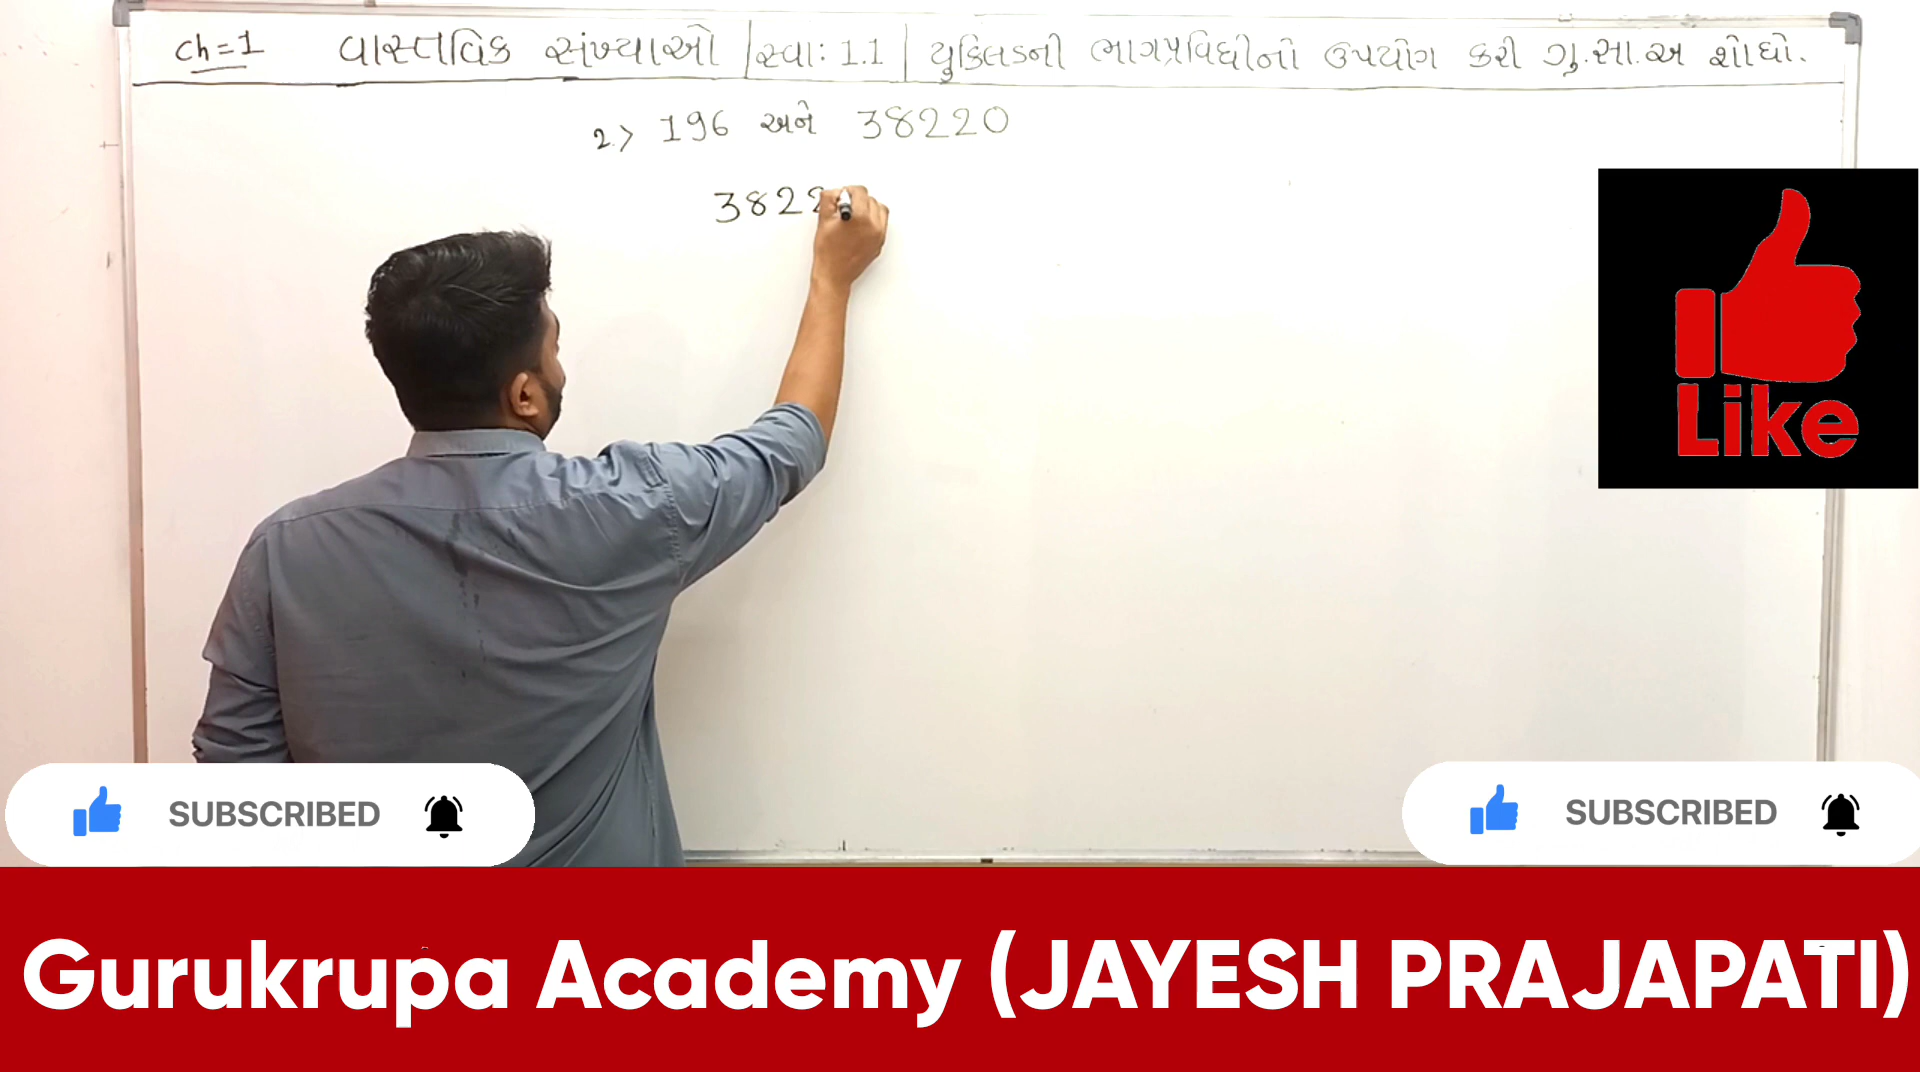 Ch = 1 વાસ્તવિક સંખ્યાઓ | સ્વા: 1.1 | યુક્લિડની ભાગપ્રવિધીનો ઉપયોગ કરી ગુ.સા.અ શોધો.
2.> 196 અને 38220
3822
Like
SUBSCRIBED
SUBSCRIBED
Gurukrupa Academy (JAYESH PRAJAPATI)